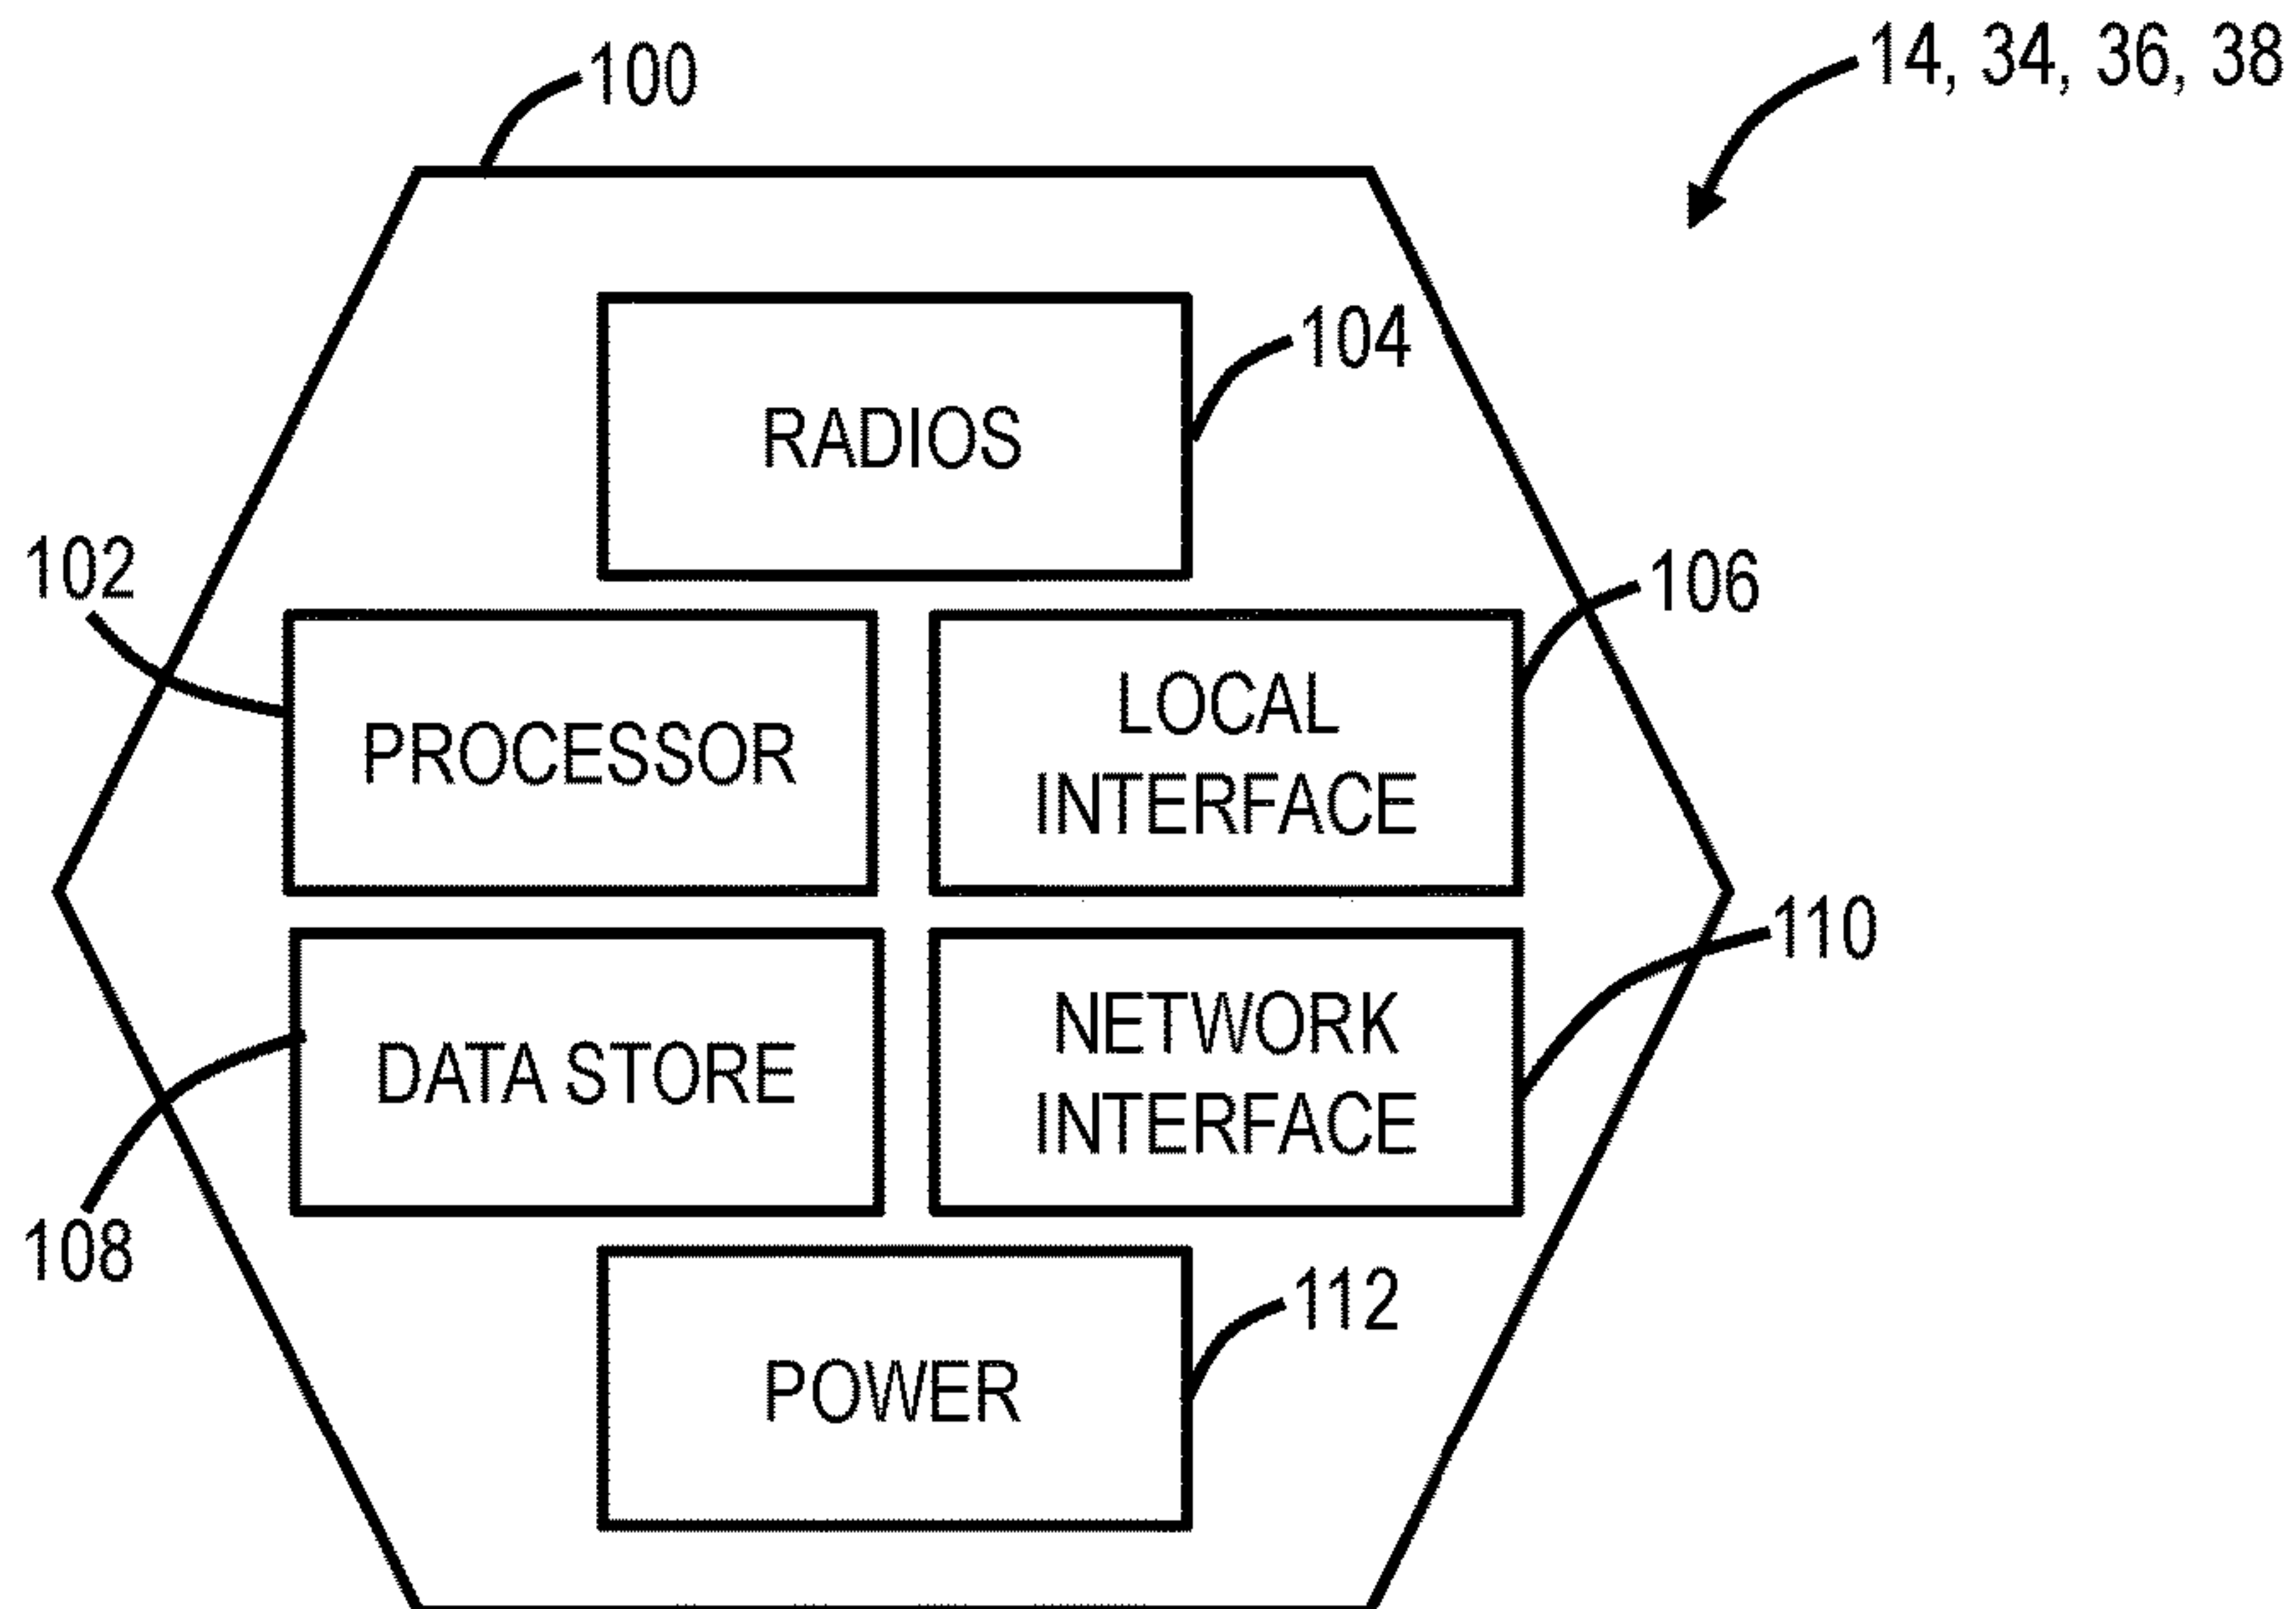 14, 34, 36, 38
100
RADIOS
104
102
106
PROCESSOR
LOCAL
INTERFACE
110
DATA STORE
NETWORK
INTERFACE
108
112
POWER